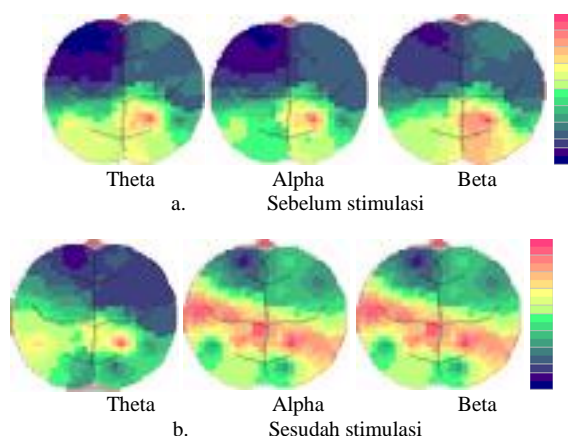 Theta Alpha Beta
a. Sebelum stimulasi
Theta Alpha Beta
b. Sesudah stimulasi